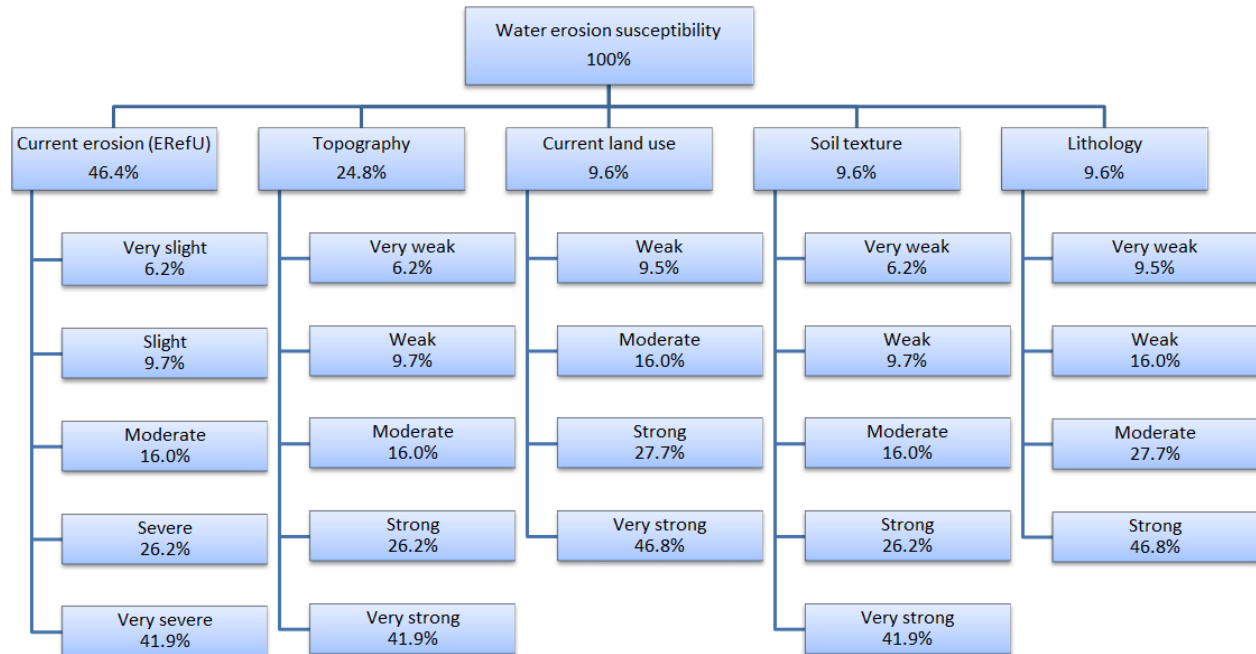 Water erosion susceptibility
100%
Current erosion (ERefU)
46.4%
Topography
24.8%
Current land use
9.6%
Soil texture
9.6%
Lithology
9.6%
Very slight
6.2%
Slight
9.7%
Moderate
16.0%
Severe
26.2%
Very severe
41.9%
Very weak
6.2%
Weak
9.7%
Moderate
16.0%
Strong
26.2%
Very strong
41.9%
Weak
9.5%
Moderate
16.0%
Strong
27.7%
Very strong
46.8%
Very weak
6.2%
Weak
9.7%
Moderate
16.0%
Strong
26.2%
Very strong
41.9%
Very weak
9.5%
Weak
16.0%
Moderate
27.7%
Strong
46.8%